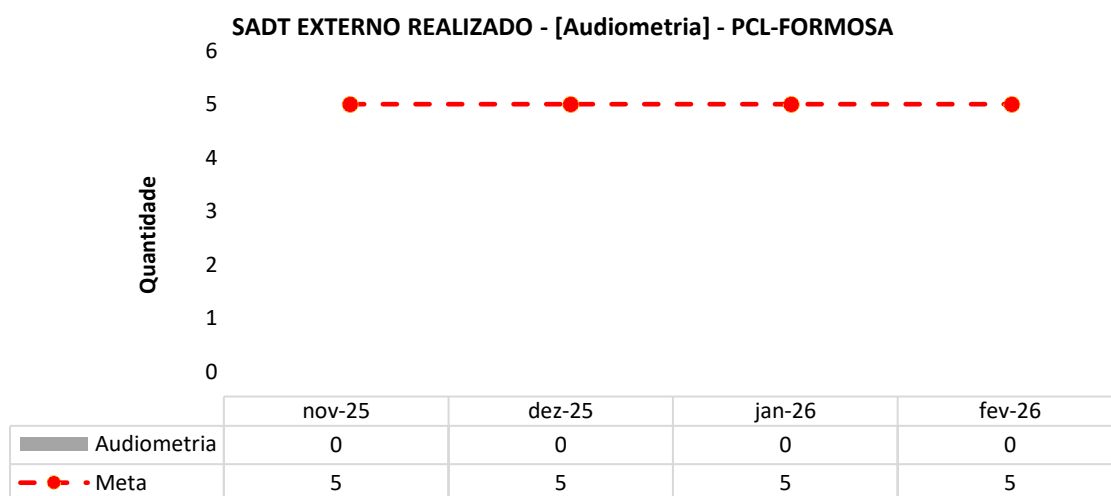 SADT EXTERNO REALIZADO - [Audiometria] - PCL-FORMOSA
6
5
4
3
2
1
0
Quantidade
nov-25 dez-25 jan-26 fev-26
Audiometria 0 0 0 0
Meta 5 5 5 5